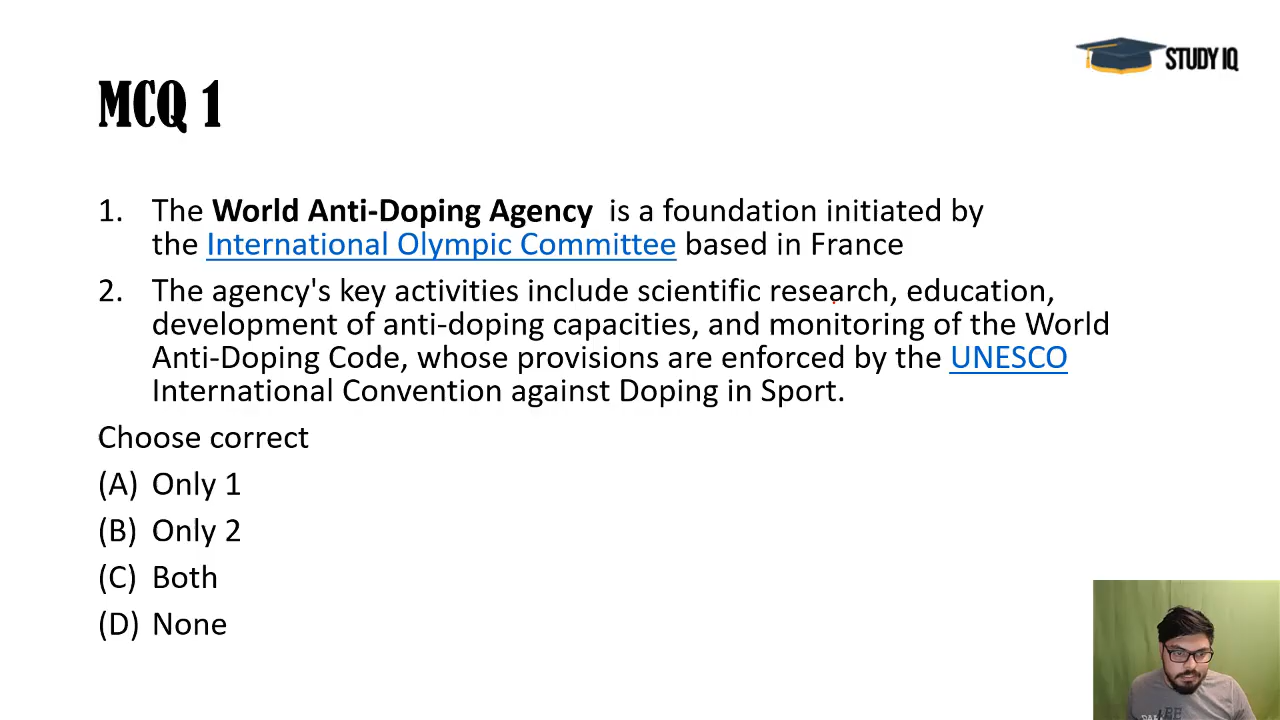 STUDY IQ
MCQ 1
1. The World Anti-Doping Agency is a foundation initiated by
the International Olympic Committee based in France
2. The agency's key activities include scientific research, education,
development of anti-doping capacities, and monitoring of the World
Anti-Doping Code, whose provisions are enforced by the UNESCO
International Convention against Doping in Sport.
Choose correct
(A) Only 1
(B) Only 2
(C) Both
(D) None